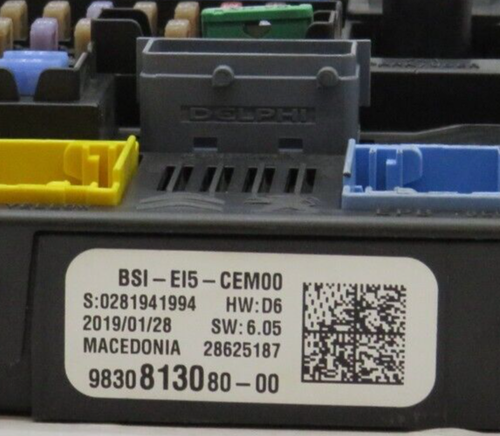 DELPHI
BSI-EI5-CEM00
S:0281941994 HW:D6
2019/01/28 SW:6.05
MACEDONIA 28625187
9830813080-00